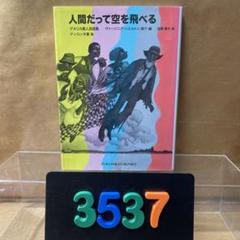 人間だって空を飛べる
アメリカ黒人民話集 ヴァージニア・ハミルトン 語り・編 金関寿夫 訳
ディロン夫妻 画
3537